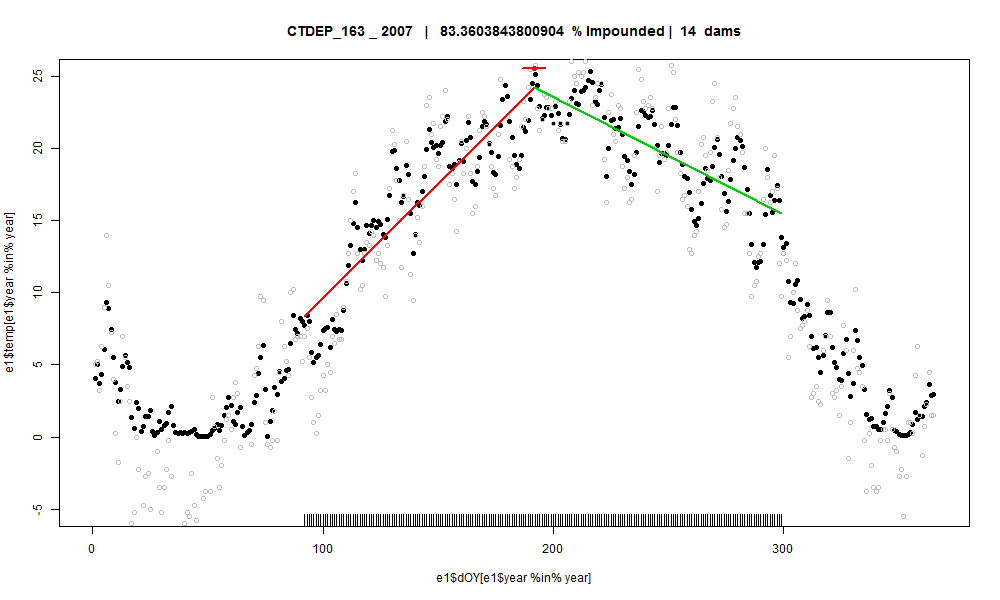 CTDEP_163 _ 2007 | 83.3603843800904 % Impounded | 14 dams
e1$temp[e1$year %in% year]
25
20
15
10
5
0
-5
0 100 200 300
e1$dOY[e1$year %in% year]